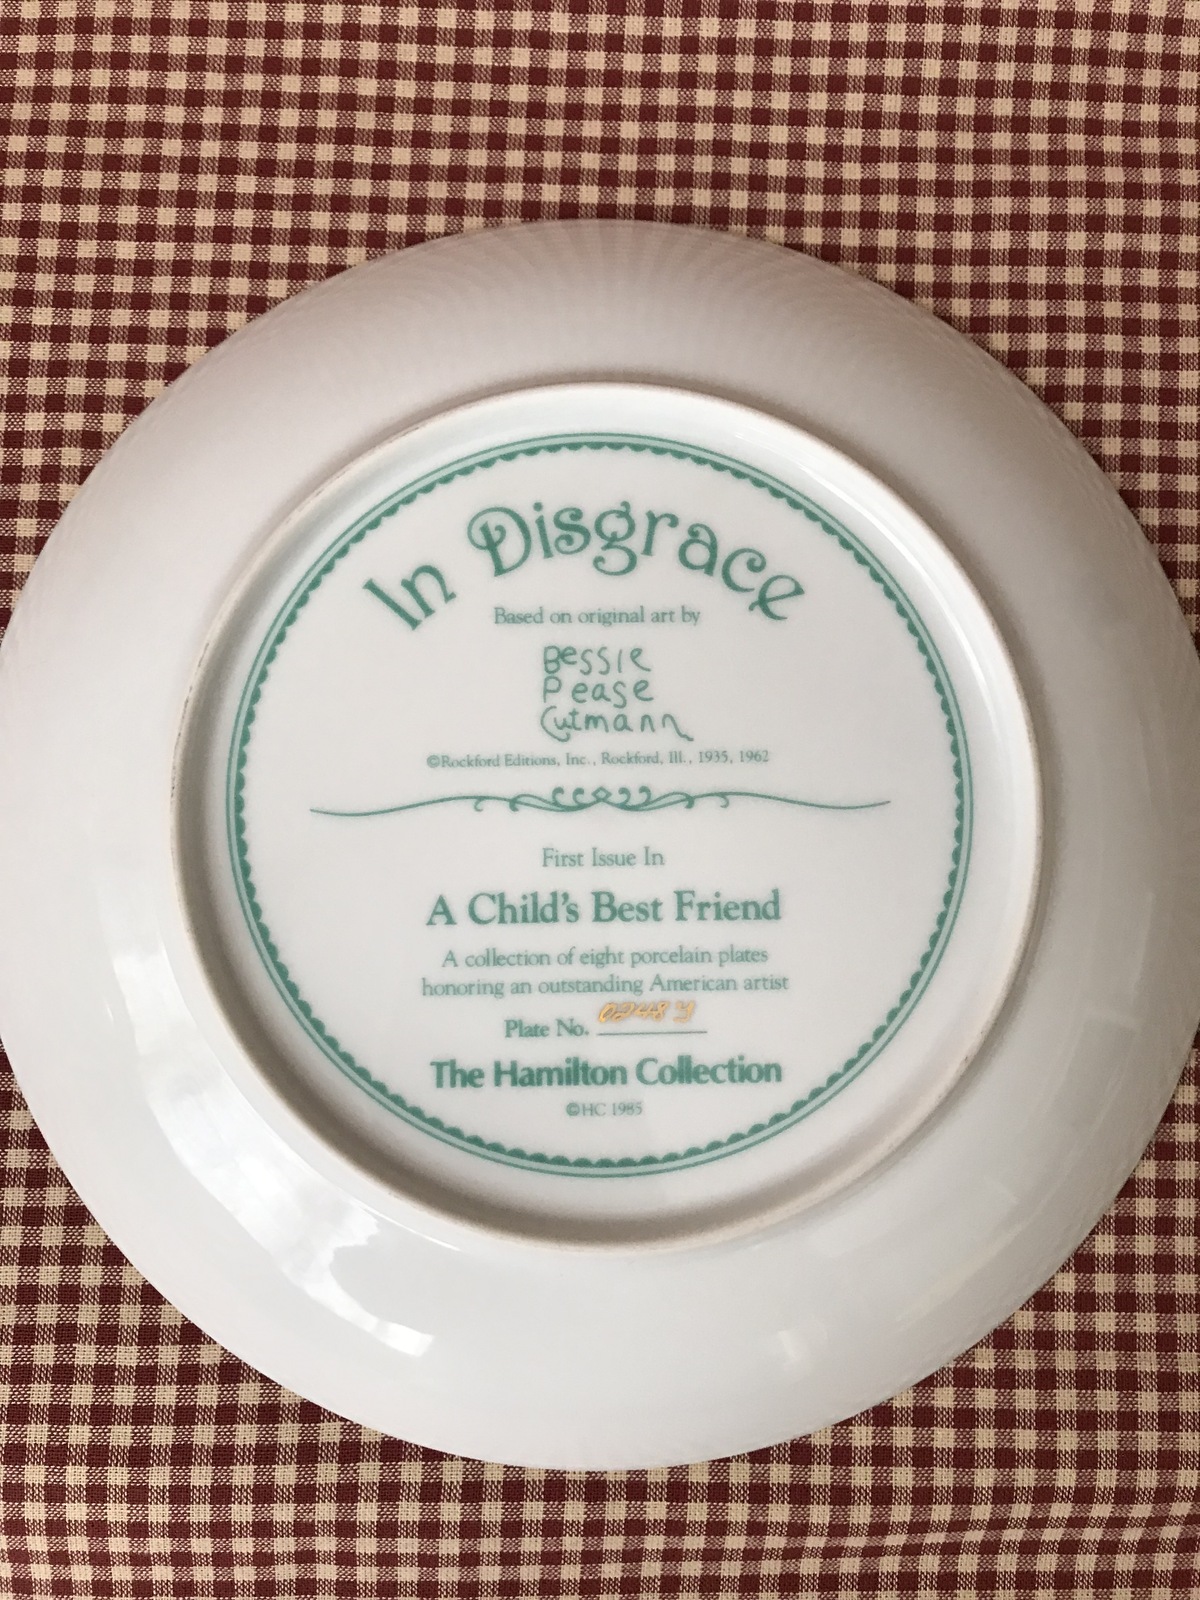 In Disgrace
Based on original art by
Bessie
Pease
Gutmann
©Rockford Editions, Inc., Rockford, Ill., 1935, 1962
First Issue In
A Child's Best Friend
A collection of eight porcelain plates
honoring an outstanding American artist
Plate No.
The Hamilton Collection
©HC 1985